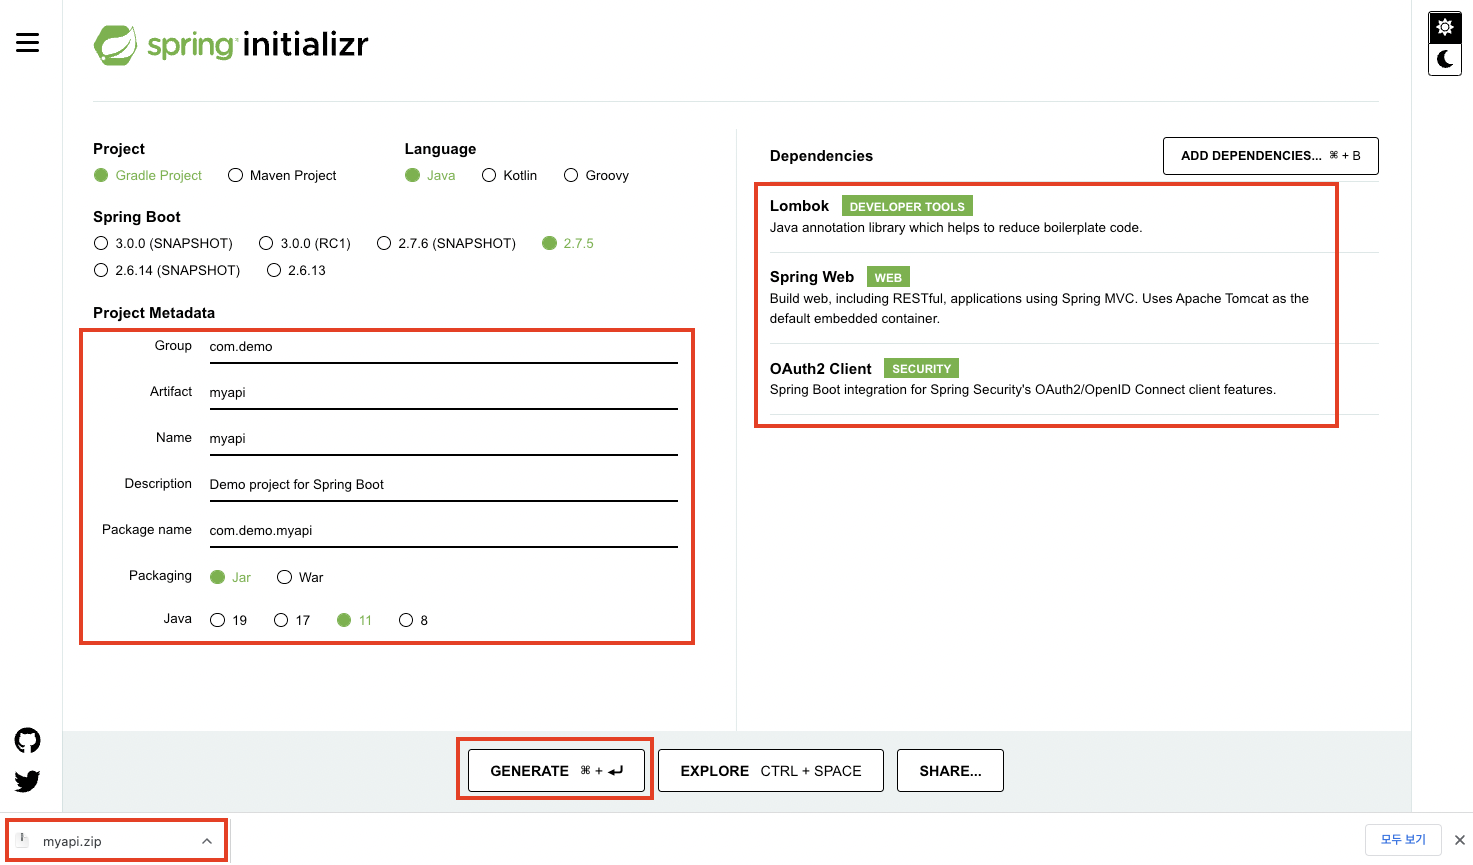 spring initializr
Project
Gradle Project
Maven Project
Language
Java
Kotlin
Groovy
Spring Boot
3.0.0 (SNAPSHOT)
3.0.0 (RC1)
2.7.6 (SNAPSHOT)
2.7.5
2.6.14 (SNAPSHOT)
2.6.13
Project Metadata
Group com.demo
Artifact myapi
Name myapi
Description Demo project for Spring Boot
Package name com.demo.myapi
Packaging Jar War
Java 19 17 11 8
Dependencies
ADD DEPENDENCIES... ⌘ + B
Lombok DEVELOPER TOOLS
Java annotation library which helps to reduce boilerplate code.
Spring Web WEB
Build web, including RESTful, applications using Spring MVC. Uses Apache Tomcat as the
default embedded container.
OAuth2 Client SECURITY
Spring Boot integration for Spring Security's OAuth2/OpenID Connect client features.
GENERATE ⌘ + ↵
EXPLORE CTRL + SPACE
SHARE...
myapi.zip
모두 보기